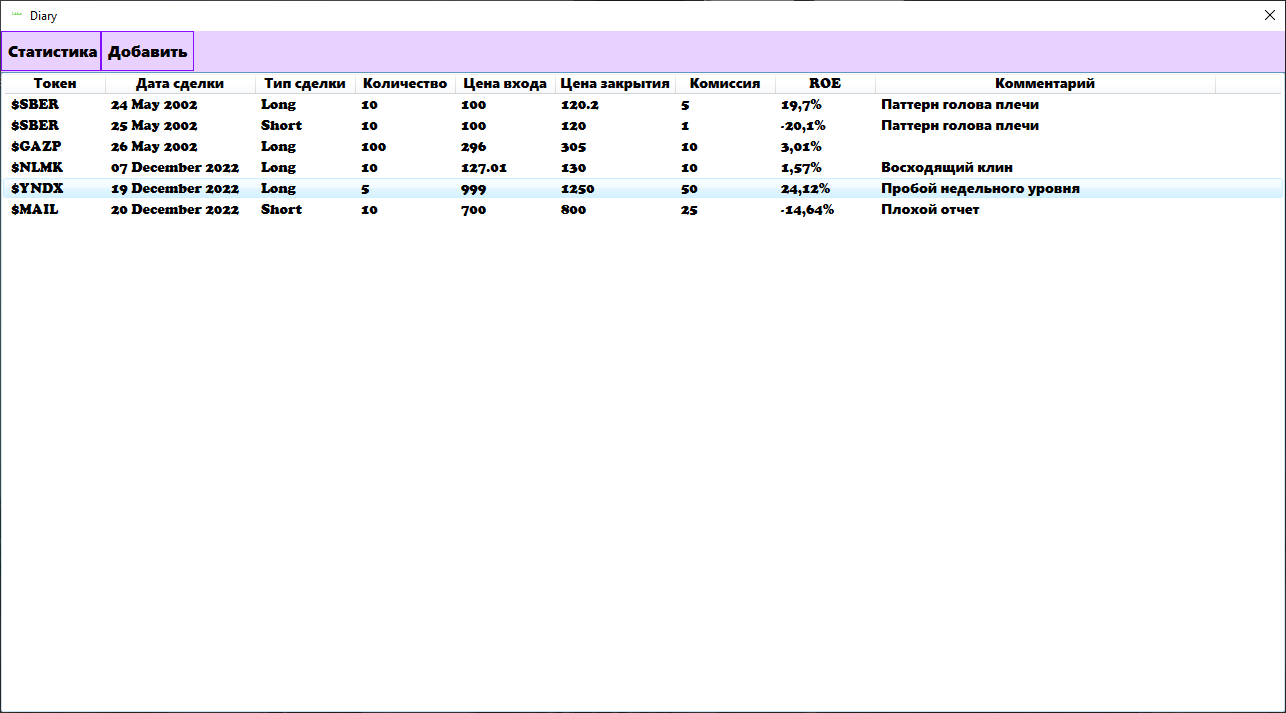 Diary
Статистика Добавить
Токен Дата сделки Тип сделки Количество Цена входа Цена закрытия Комиссия ROE Комментарий
$SBER 24 May 2002 Long 10 100 120.2 5 19,7% Паттерн голова плечи
$SBER 25 May 2002 Short 10 100 120 1 -20,1% Паттерн голова плечи
$GAZP 26 May 2002 Long 100 296 305 10 3,01%
$NLMK 07 December 2022 Long 10 127.01 130 10 1,57% Восходящий клин
$YNDX 19 December 2022 Long 5 999 1250 50 24,12% Пробой недельного уровня
$MAIL 20 December 2022 Short 10 700 800 25 -14,64% Плохой отчет